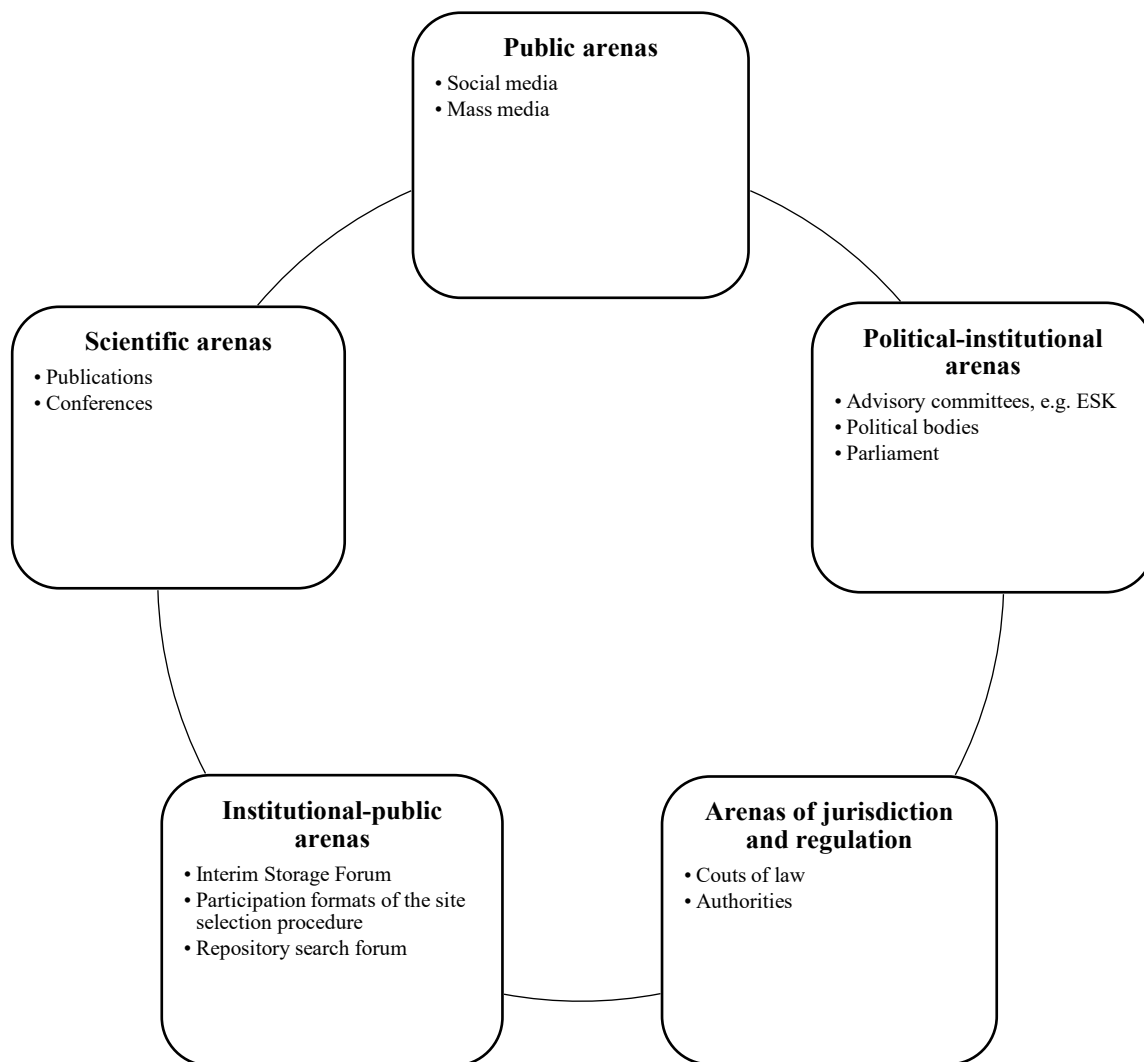 Public arenas
• Social media
• Mass media
Scientific arenas
• Publications
• Conferences
Political-institutional
arenas
• Advisory committees, e.g. ESK
• Political bodies
• Parliament
Institutional-public
arenas
• Interim Storage Forum
• Participation formats of the site
selection procedure
• Repository search forum
Arenas of jurisdiction
and regulation
• Couts of law
• Authorities